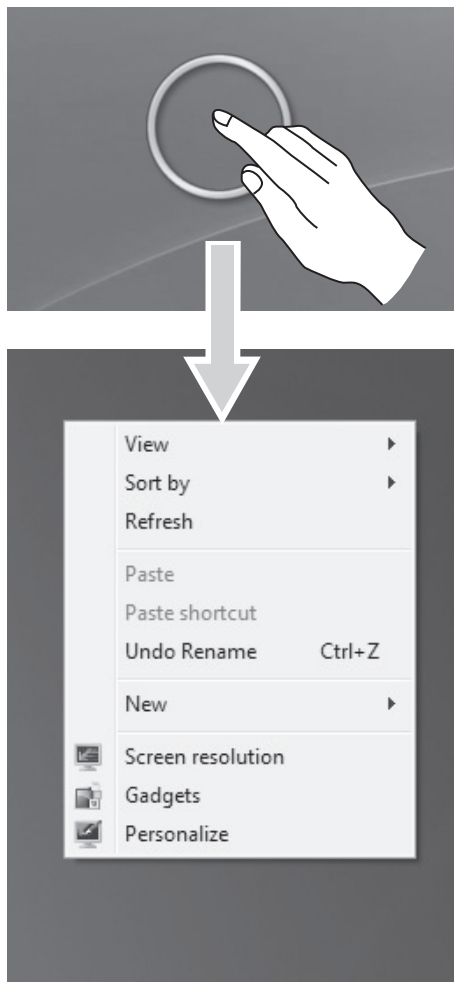 View
Sort by
Refresh
Paste
Paste shortcut
Undo Rename Ctrl+Z
New
Screen resolution
Gadgets
Personalize